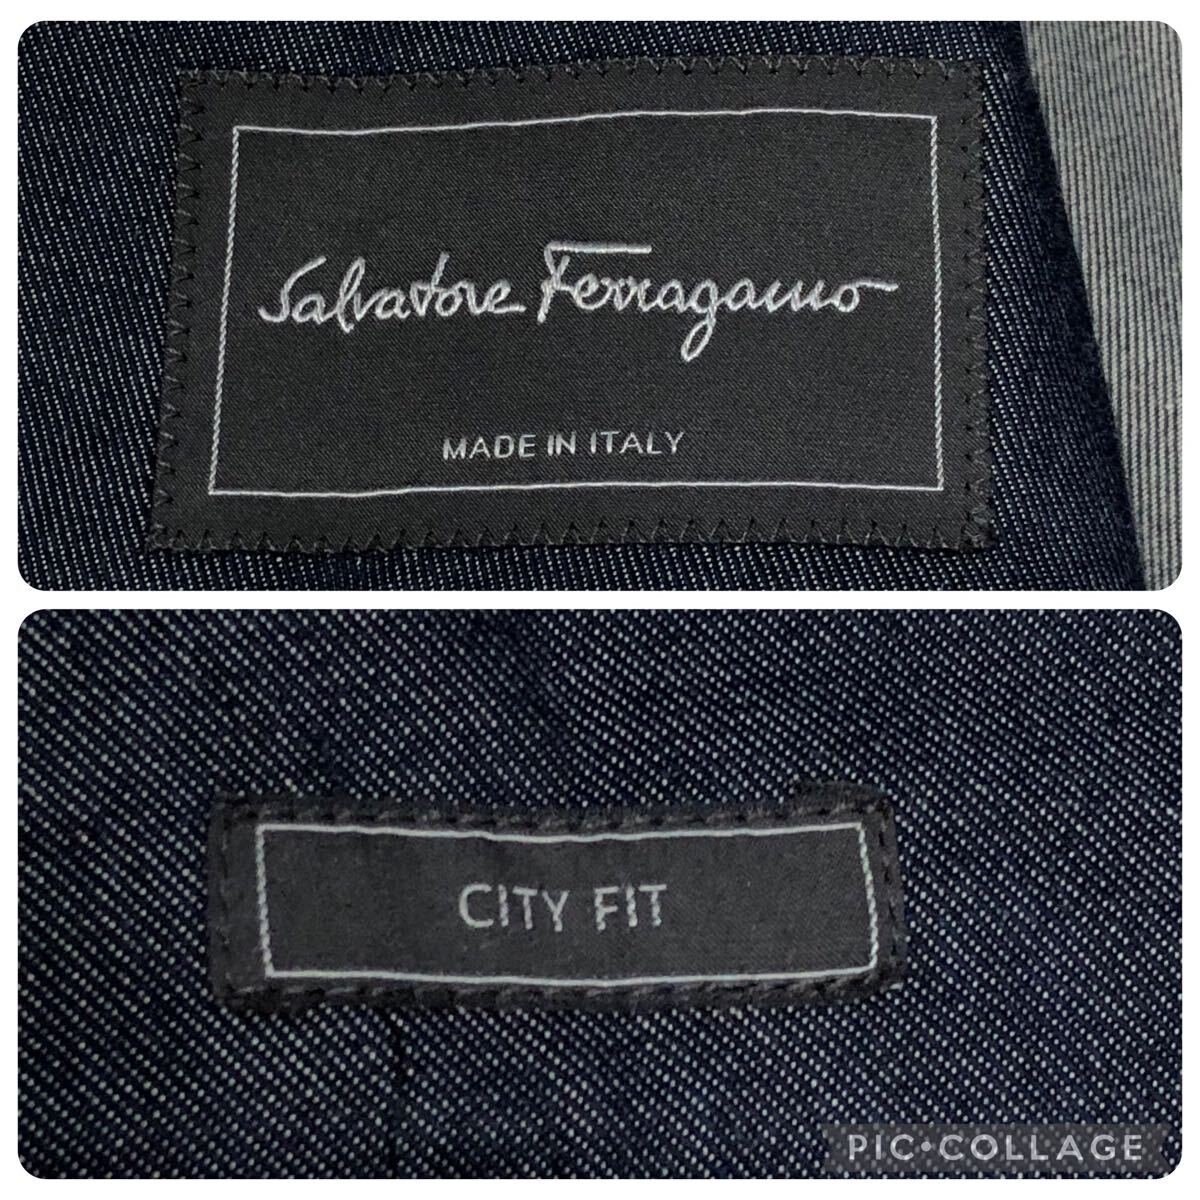 Salvatore Ferragamo
MADE IN ITALY
CITY FIT
PIC•COLLAGE